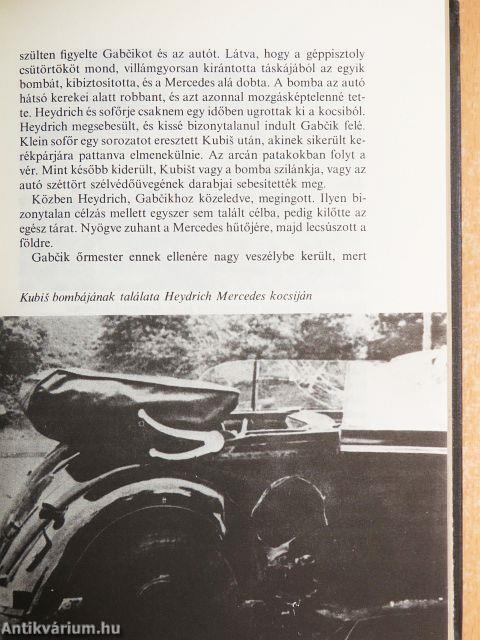 szülten figyelte Gabčikot és az autót. Látva, hogy a géppisztoly
csütörtököt mond, villámgyorsan kirántotta táskájából az egyik
bombát, kibiztosította, és a Mercedes alá dobta. A bomba az autó
hátsó kerekei alatt robbant, és azt azonnal mozgásképtelenné tet-
te. Heydrich és sofőrje csaknem egy időben ugrottak ki a kocsiból.
Heydrich megsebesült, és kissé bizonytalanul indult Gabčik felé.
Klein sofőr egy sorozatot eresztett Kubiš után, akinek sikerült ke-
rékpárjára pattanva elmenekülnie. Az arcán patakokban folyt a
vér. Mint később kiderült, Kubišt vagy a bomba szilánkja, vagy az
autó széttört szélvédőüvegének darabjai sebesítették meg.
Közben Heydrich, Gabčikhoz közeledve, megingott. Ilyen bi-
zonytalan célzás mellett egyszer sem talált célba, pedig kilőtte az
egész tárat. Nyögve zuhant a Mercedes hűtőjére, majd lecsúszott a
földre.
Gabčik őrmester ennek ellenére nagy veszélybe került, mert
Kubiš bombájának találata Heydrich Mercedes kocsiján
Antikvárium.hu